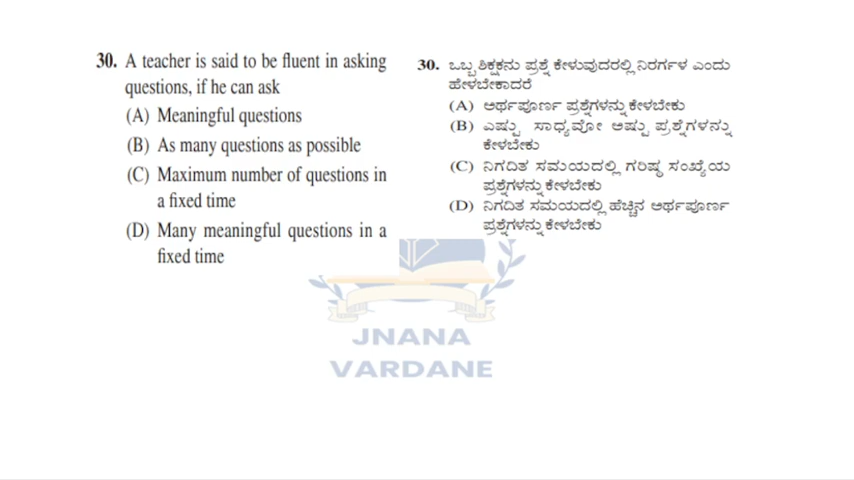 30. A teacher is said to be fluent in asking
questions, if he can ask
(A) Meaningful questions
(B) As many questions as possible
(C) Maximum number of questions in
a fixed time
(D) Many meaningful questions in a
fixed time
30. ಒಬ್ಬ ಶಿಕ್ಷಕನು ಪ್ರಶ್ನೆ ಕೇಳುವುದರಲ್ಲಿ ನಿರರ್ಗಳ ಎಂದು
ಹೇಳಬೇಕಾದರೆ
(A) ಅರ್ಥಪೂರ್ಣ ಪ್ರಶ್ನೆಗಳನ್ನು ಕೇಳಬೇಕು
(B) ಎಷ್ಟು ಸಾಧ್ಯವೋ ಅಷ್ಟು ಪ್ರಶ್ನೆಗಳನ್ನು
ಕೇಳಬೇಕು
(C) ನಿಗದಿತ ಸಮಯದಲ್ಲಿ ಗರಿಷ್ಠ ಸಂಖ್ಯೆಯ
ಪ್ರಶ್ನೆಗಳನ್ನು ಕೇಳಬೇಕು
(D) ನಿಗದಿತ ಸಮಯದಲ್ಲಿ ಹೆಚ್ಚಿನ ಅರ್ಥಪೂರ್ಣ
ಪ್ರಶ್ನೆಗಳನ್ನು ಕೇಳಬೇಕು
JNANA
VARDANE